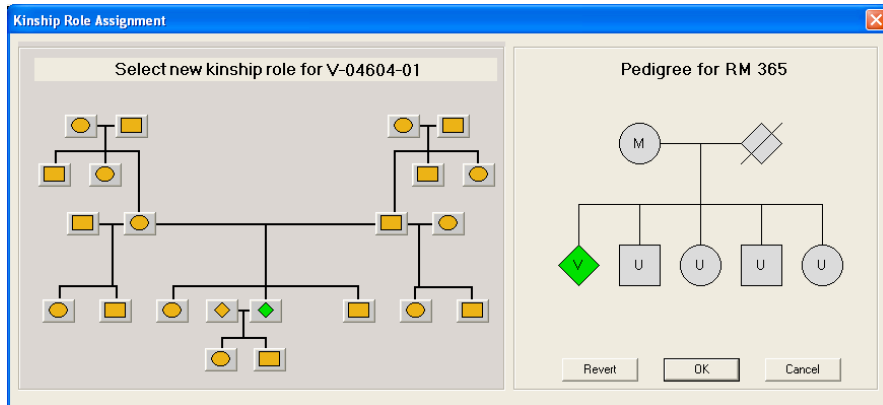 Kinship Role Assignment
Select new kinship role for V-04604-01
Pedigree for RM 365
M
V U U U U
Revert OK Cancel